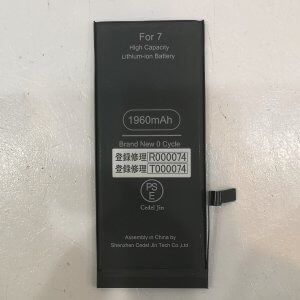 For 7
High Capacity
Lithium-ion Battery
1960mAh
Brand New 0 Cycle
登録修理 R000074
登録修理 T000074
PS
E
Cedel Jin
Assembly in China by
Shenzhen Cedel Jin Tech Co.,Ltd